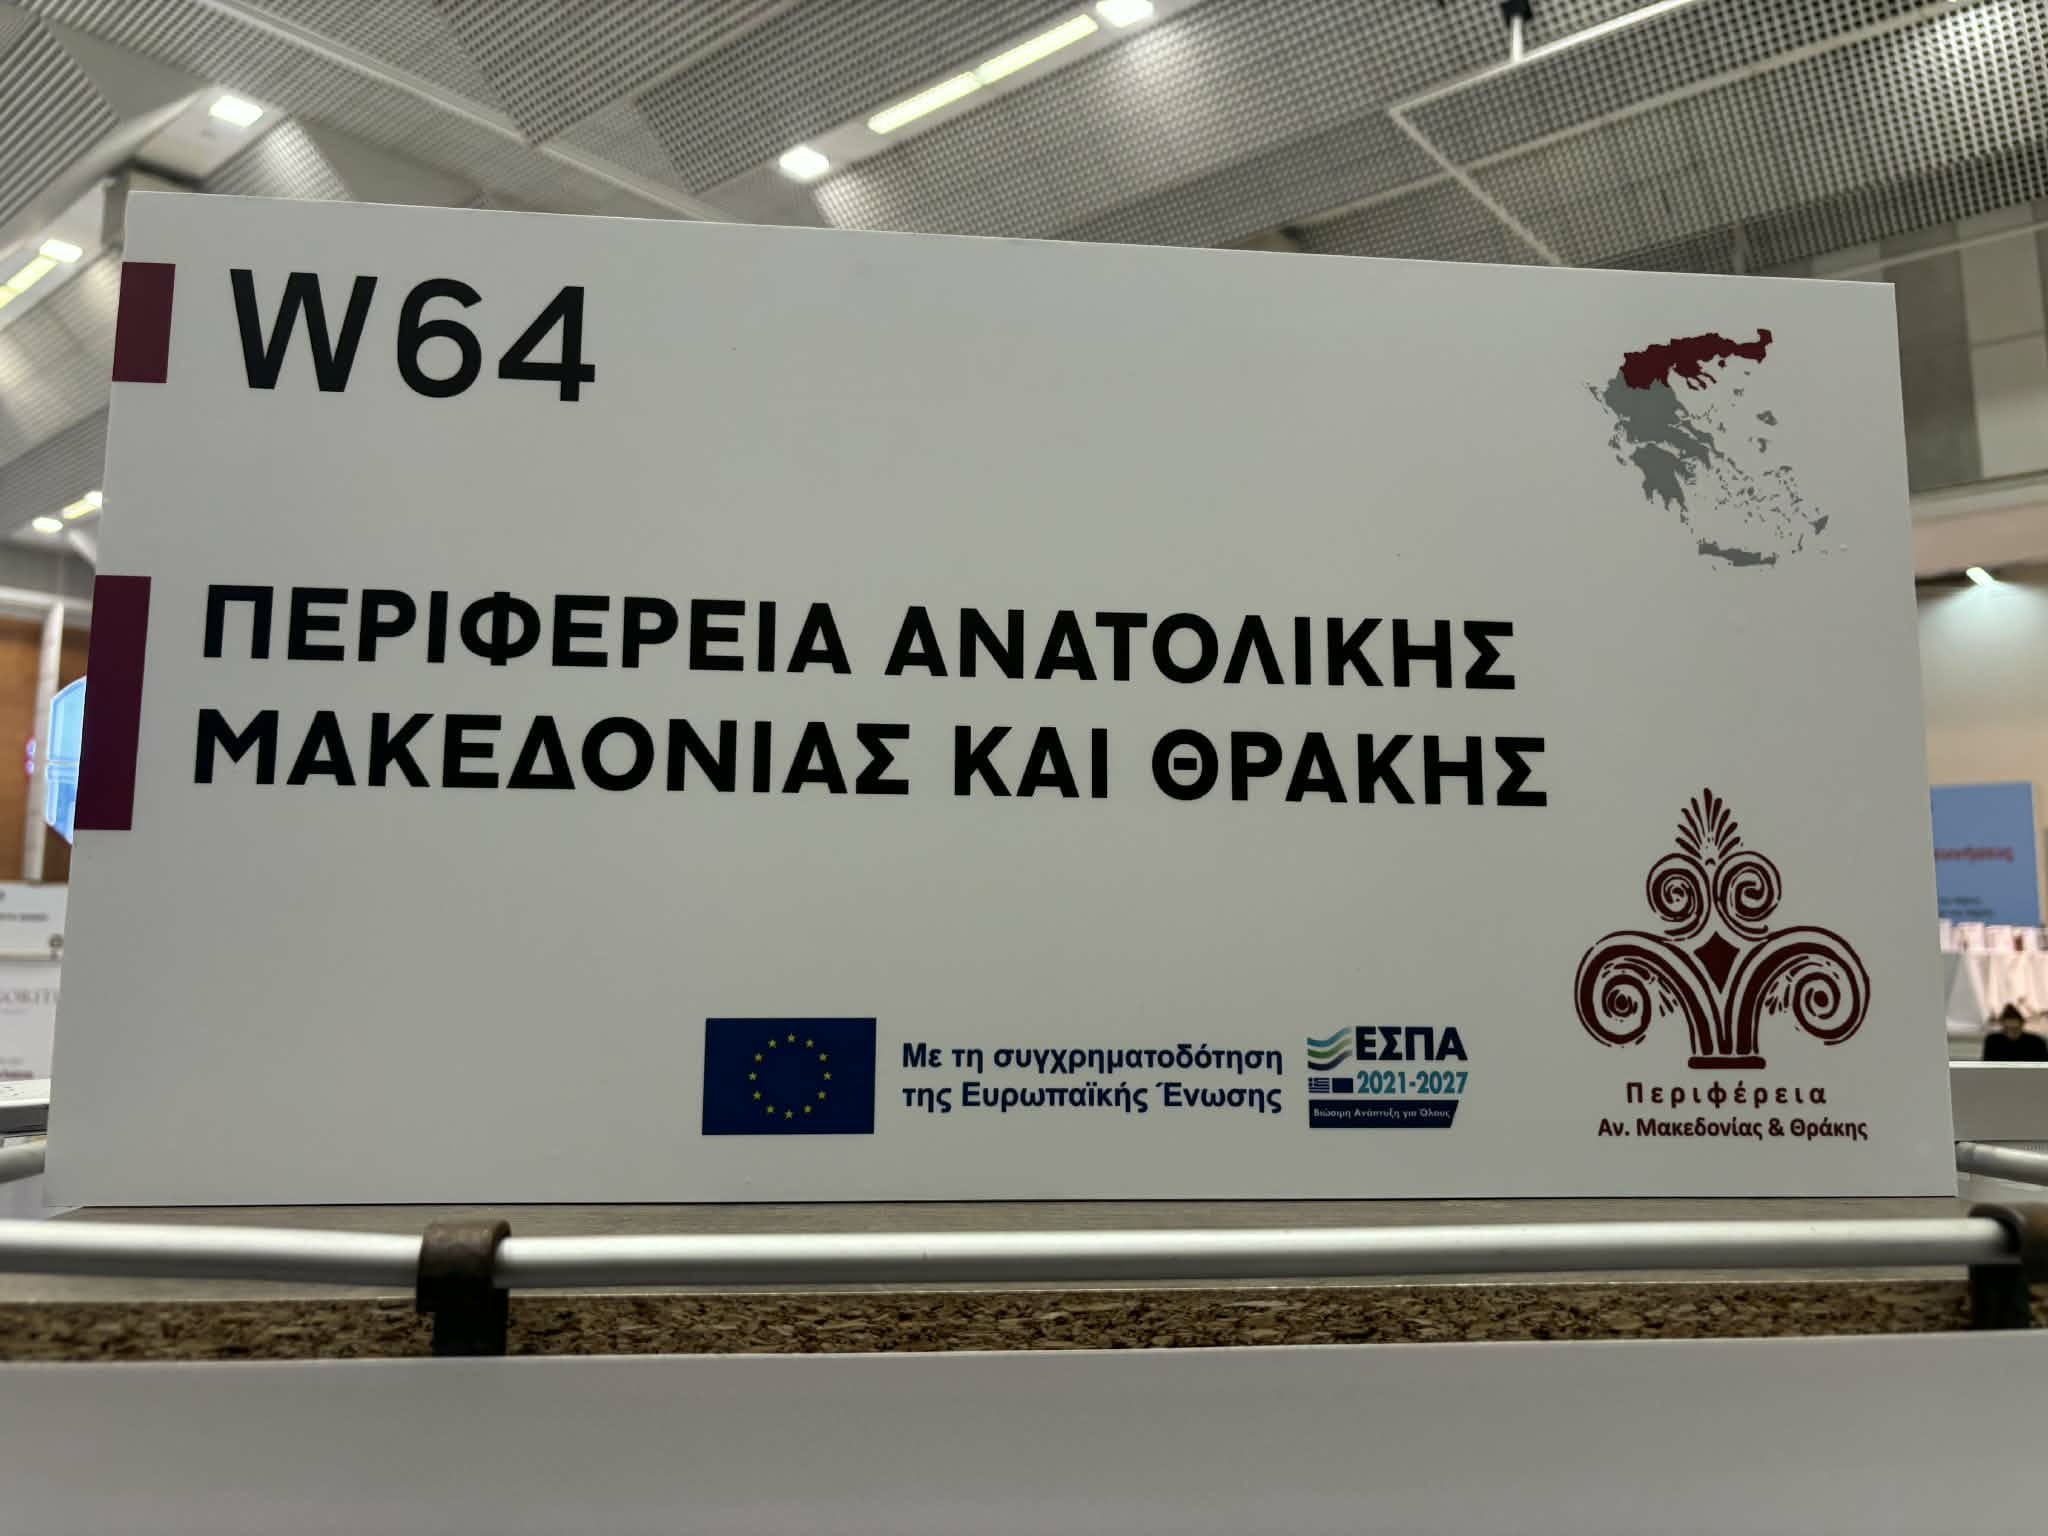 W64
ΠΕΡΙΦΕΡΕΙΑ ΑΝΑΤΟΛΙΚΗΣ
ΜΑΚΕΔΟΝΙΑΣ ΚΑΙ ΘΡΑΚΗΣ
Με τη συγχρηματοδότηση
της Ευρωπαϊκής Ένωσης
ΕΣΠΑ
2021-2027
Βιώσιμη Ανάπτυξη για Όλους
Περιφέρεια
Αν. Μακεδονίας & Θράκης